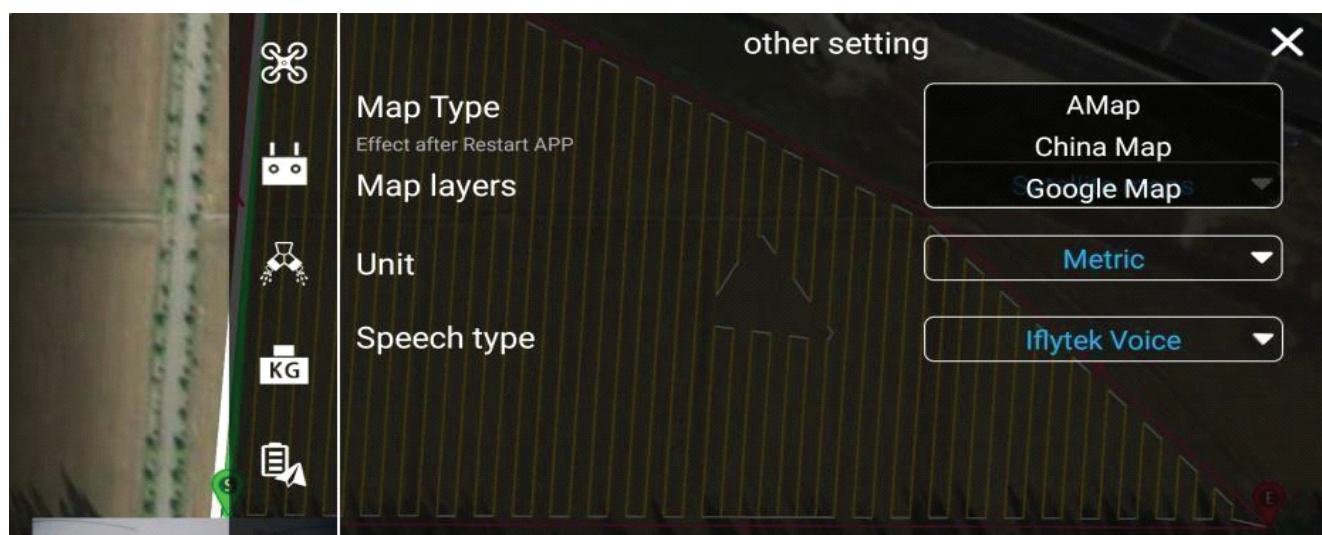 other setting
Map Type
AMap
Effect after Restart APP
China Map
Map layers
Google Map
Unit
Metric
Speech type
Iflytek Voice
KG
S
E